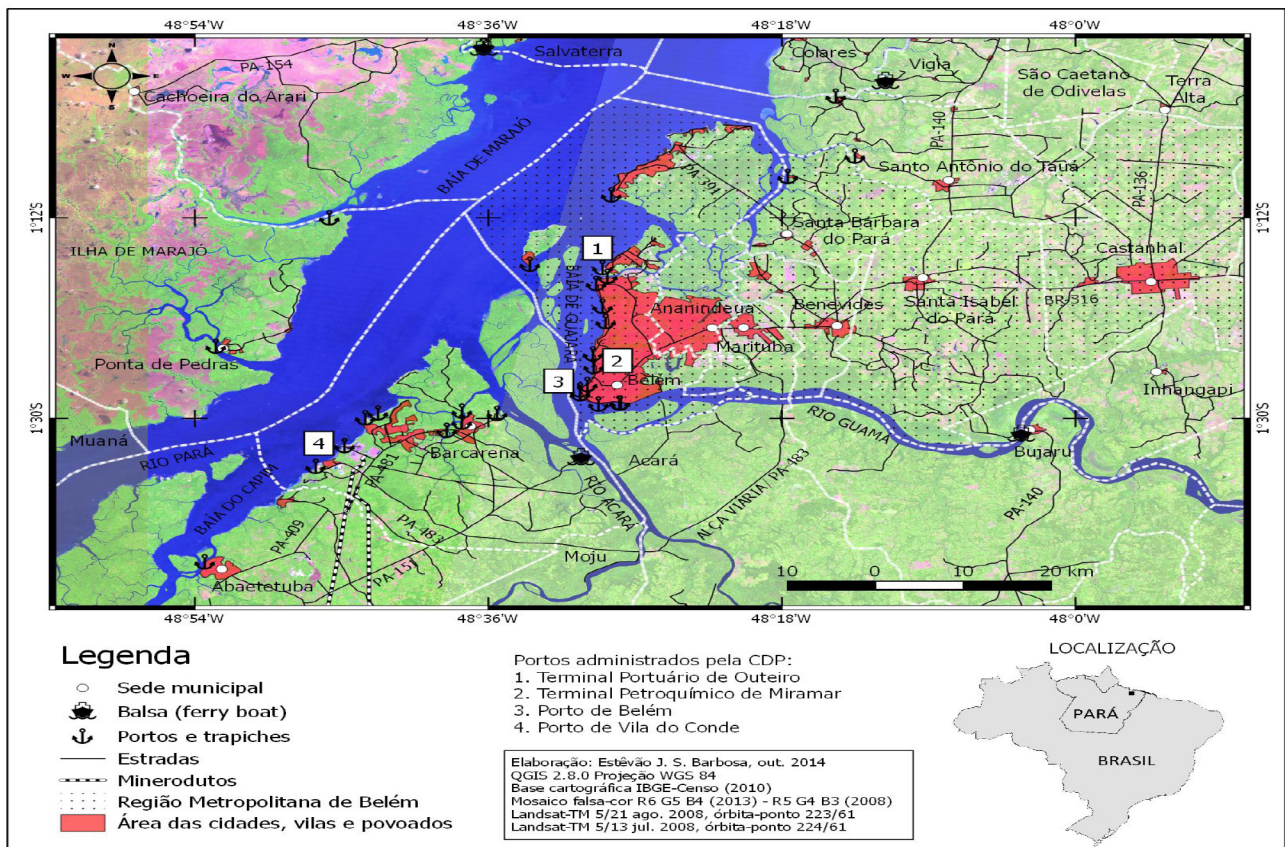 48°54'W
48°36'W
48°18'W
48°0'W
N
W
E
S
PA-154
Cachoeira do Arari
Salvaterra
Colares
Vigia
São Caetano
de Odivelas
Terra
Alta
BAÍA DE MARAJÓ
PA-391
PA-140
PA-136
Santo Antônio do Tauá
1°12'S
1°12'S
ILHA DE MARAJÓ
1
Santa Bárbara
do Pará
Castanhal
BAÍA DE GUAJARÁ
Ananindeua
Benevides
Santa Isabel
do Pará
BR-316
Marituba
Ponta de Pedras
2
3
Belém
Inhangapi
1°30'S
1°30'S
Muaná
4
RIO PARÁ
Barcarena
PA-481
Acará
RIO GUAMÁ
Bujaru
BAÍA DO CAPIM
RIO ACARÁ
ALÇA VIÁRIA / PA-483
PA-409
PA-483
PA-140
PA-151
Moju
Abaetetuba
10 0 10 20 km
48°54'W
48°36'W
48°18'W
48°0'W
Legenda
Sede municipal
Balsa (ferry boat)
Portos e trapiches
Estradas
Minerodutos
Região Metropolitana de Belém
Área das cidades, vilas e povoados
Portos administrados pela CDP:
1. Terminal Portuário de Outeiro
2. Terminal Petroquímico de Miramar
3. Porto de Belém
4. Porto de Vila do Conde
Elaboração: Estêvão J. S. Barbosa, out. 2014
QGIS 2.8.0 Projeção WGS 84
Base cartográfica IBGE-Censo (2010)
Mosaico falsa-cor R6 G5 B4 (2013) - R5 G4 B3 (2008)
Landsat-TM 5/21 ago. 2008, órbita-ponto 223/61
Landsat-TM 5/13 jul. 2008, órbita-ponto 224/61
LOCALIZAÇÃO
PARÁ
BRASIL